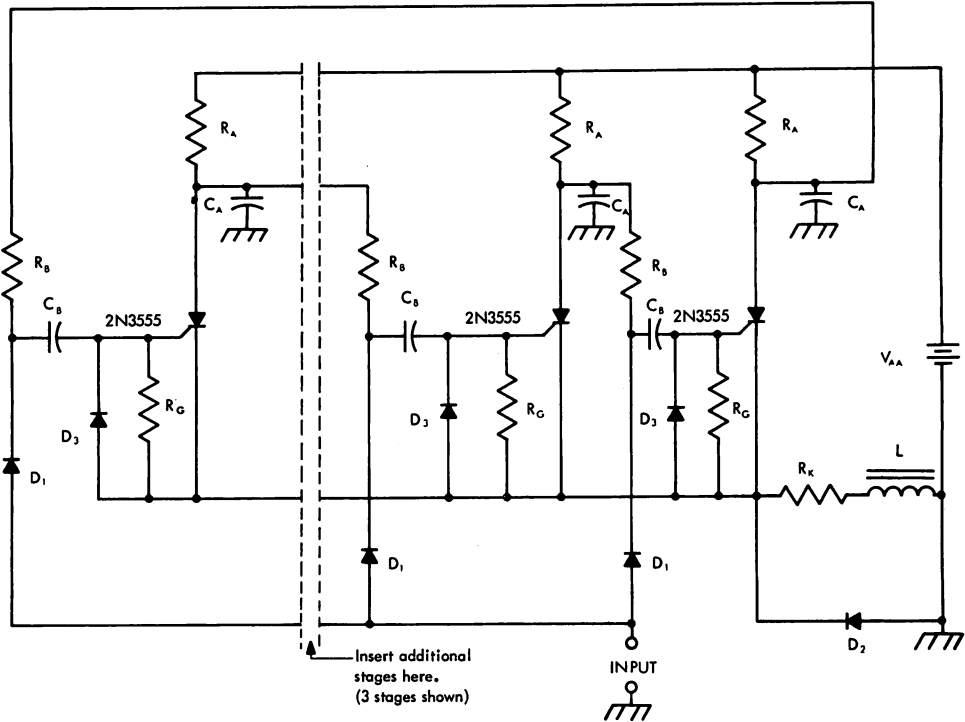 R_A
R_A
R_A
C_A
C_A
C_A
R_B
R_B
R_B
C_B
2N3555
C_B
2N3555
C_B
2N3555
V_AA
R_G
D_3
R_G
D_3
R_G
D_3
L
R_K
D_1
D_1
D_1
D_2
Insert additional
stages here.
(3 stages shown)
INPUT